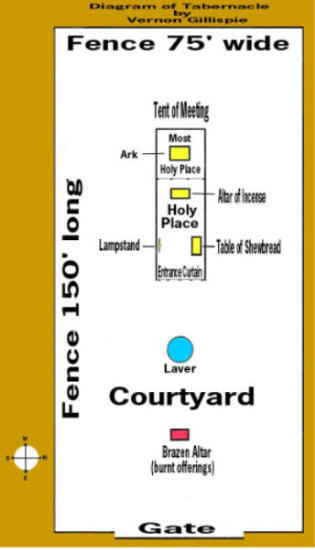 Diagram of Tabernacle
by
Vernon Gillispie
Fence 75' wide
Tent of Meeting
Most
Ark
Holy Place
Altar of Incense
Holy
Place
Lampstand
Table of Shewbread
Entrance Curtain
Fence 150' long
Laver
Courtyard
Brazen Altar
(burnt offerings)
Gate